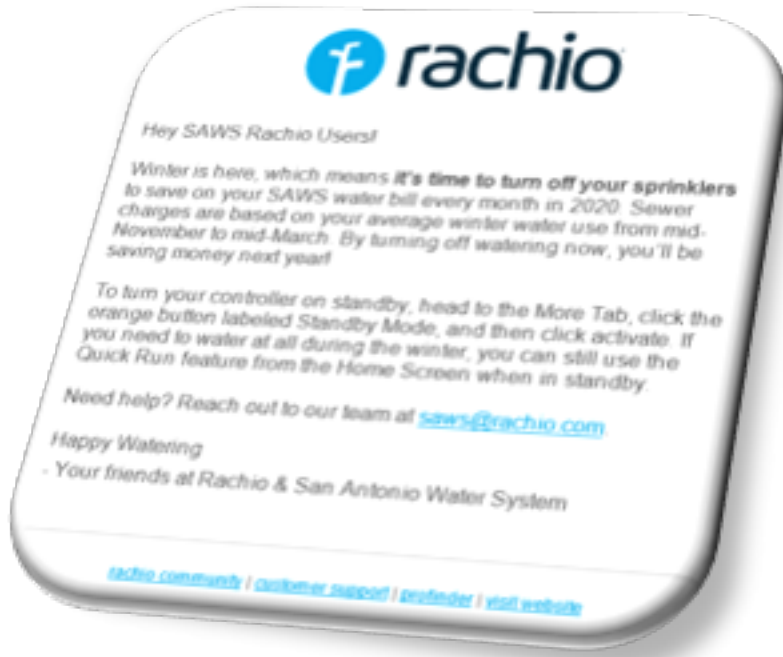 rachio
Hey SAWS Rachio Users!
Winter is here, which means it's time to turn off your sprinklers
to save on your SAWS water bill every month in 2020. Sewer
charges are based on your average winter water use from mid-
November to mid-March. By turning off watering now, you'll be
saving money next year!
To turn your controller on standby, head to the More Tab, click the
orange button labeled Standby Mode, and then click activate. If
you need to water at all during the winter, you can still use the
Quick Run feature from the Home Screen when in standby.
Need help? Reach out to our team at saws@rachio.com.
Happy Watering
- Your friends at Rachio & San Antonio Water System
rachio community | customer support | profinder | visit website